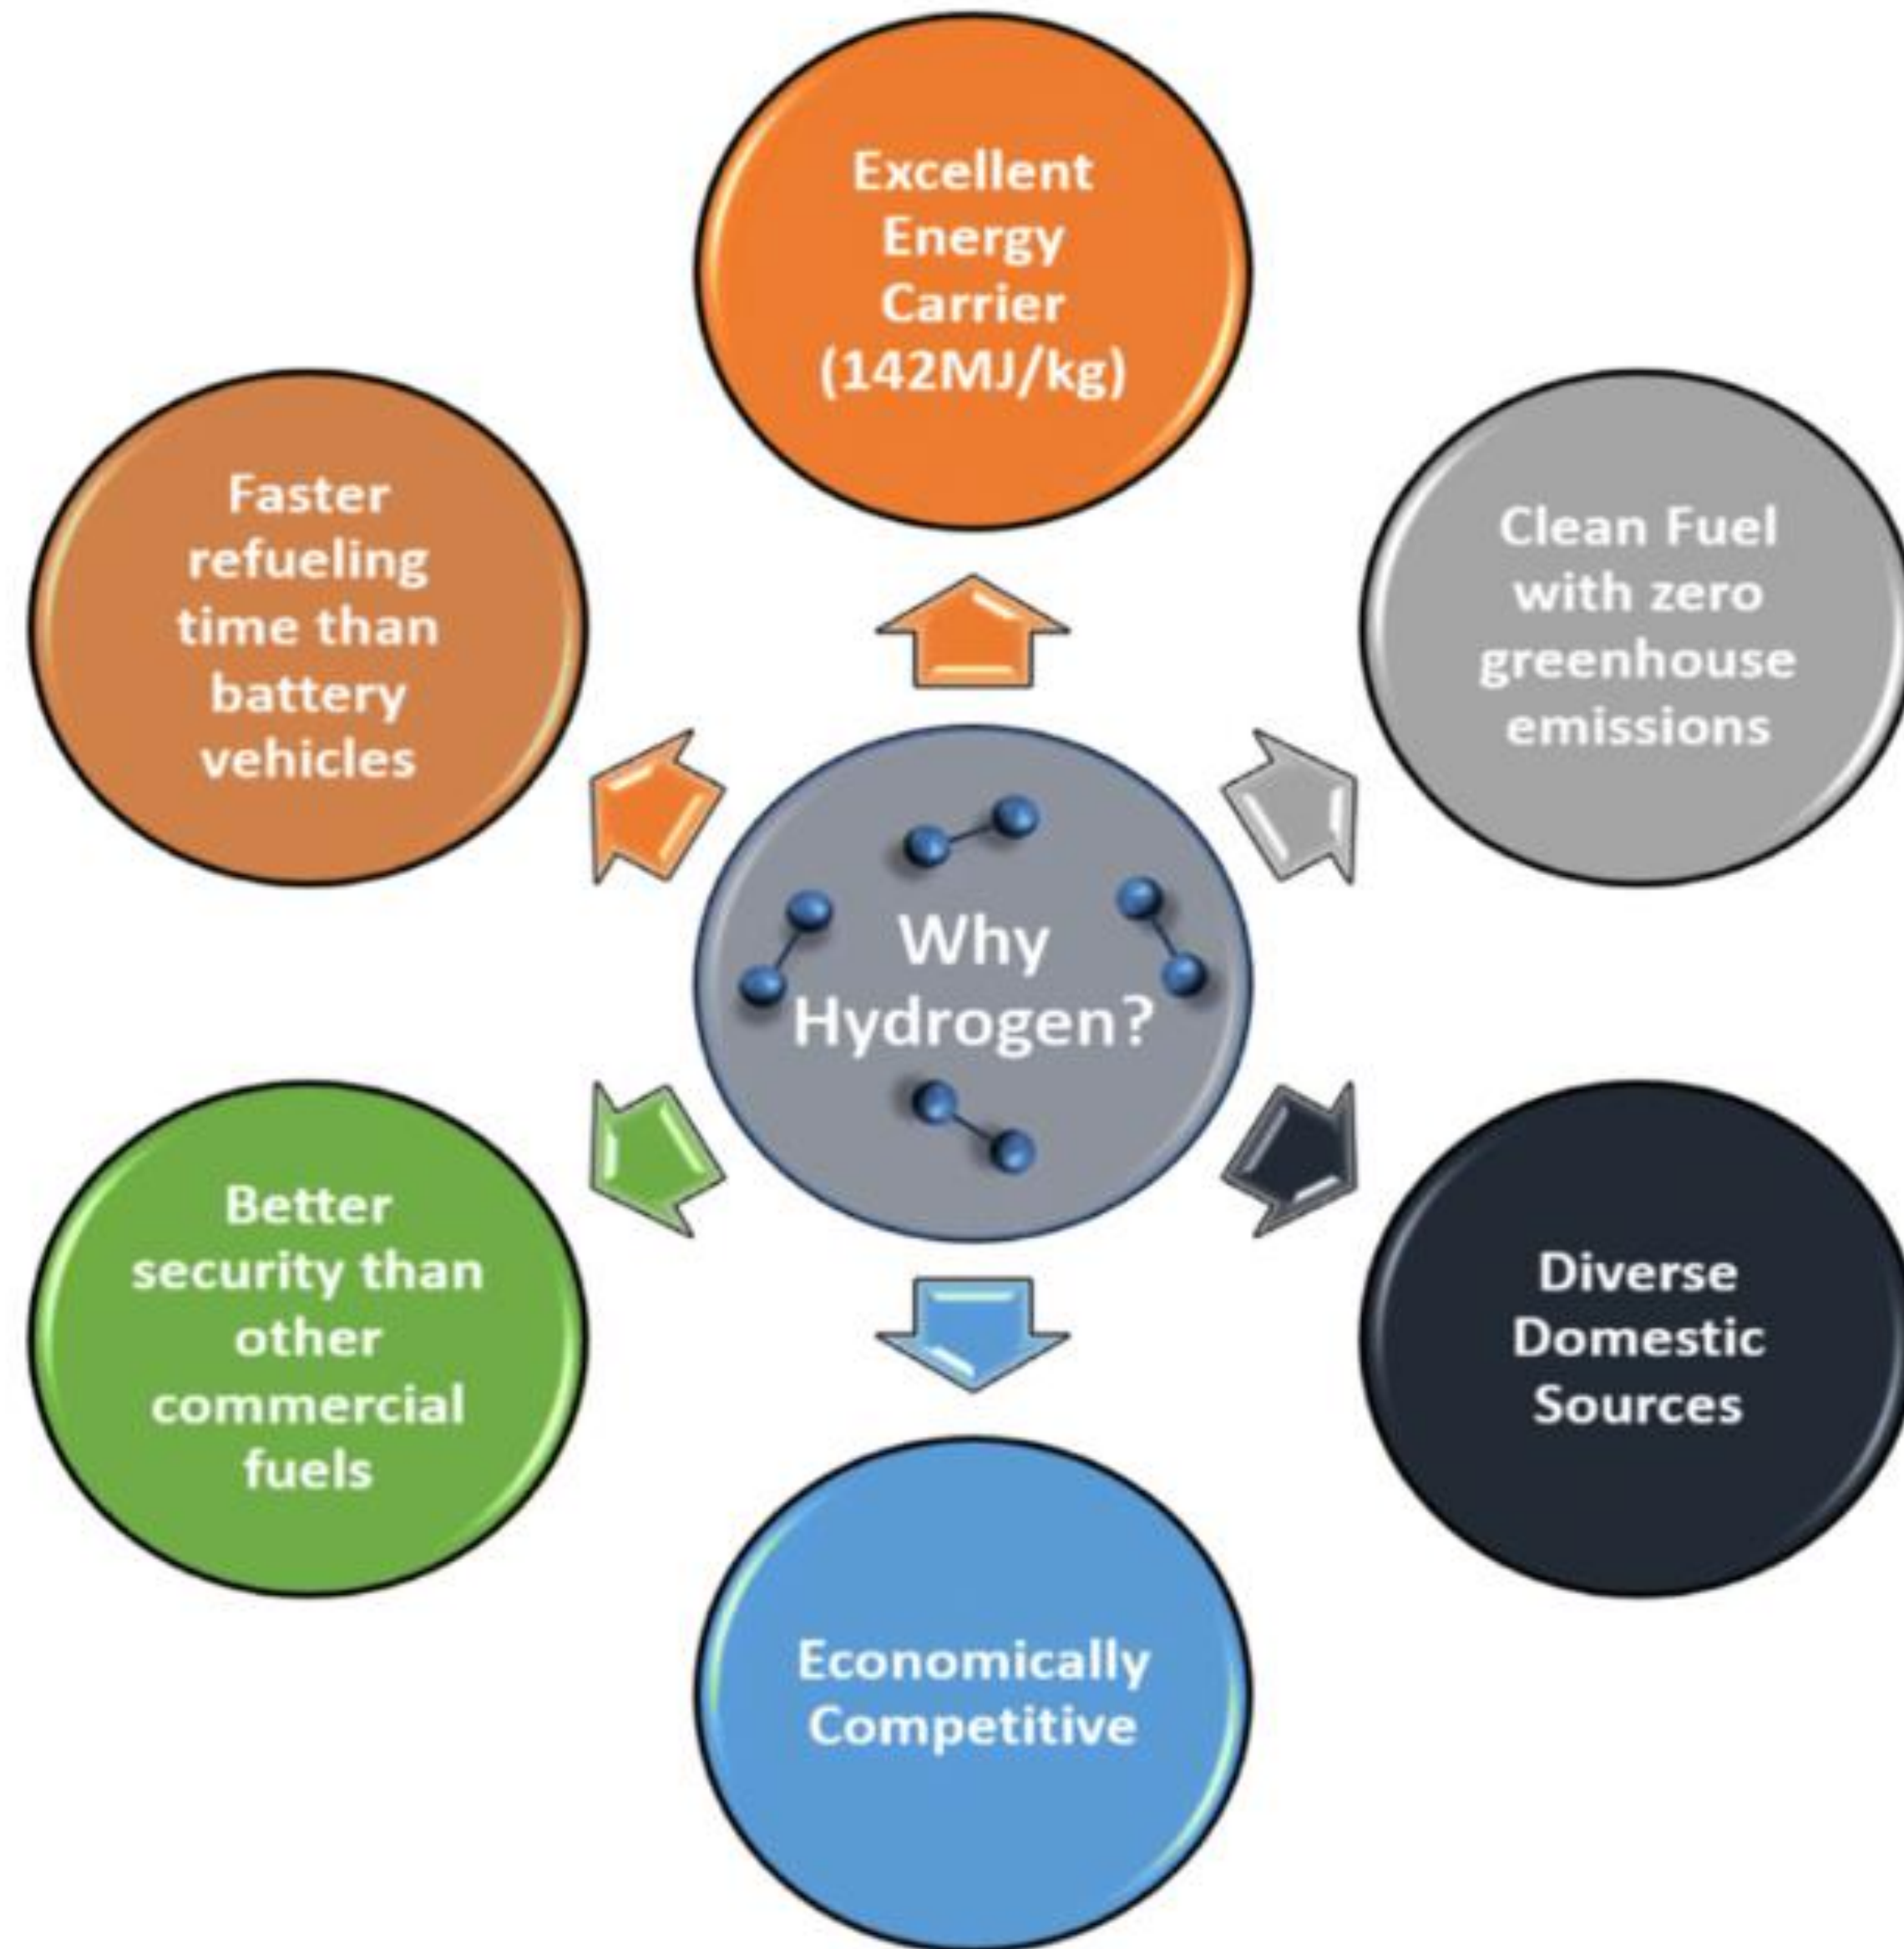 Excellent
Energy
Carrier
(142MJ/kg)
Clean Fuel
with zero
greenhouse
emissions
Diverse
Domestic
Sources
Economically
Competitive
Better
security than
other
commercial
fuels
Faster
refueling
time than
battery
vehicles
Why
Hydrogen?